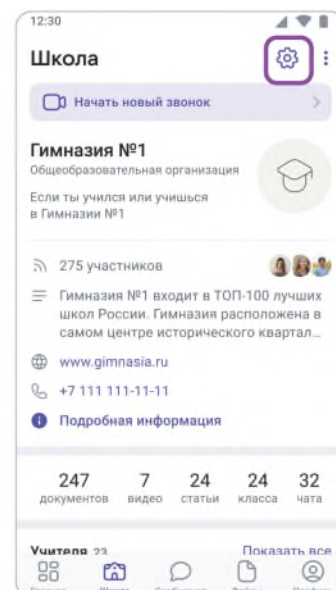 12:30
Школа
Начать новый звонок
Гимназия №1
Общеобразовательная организация
Если ты учился или учишься
в Гимназии №1
275 участников
Гимназия №1 входит в ТОП-100 лучших
школ России. Гимназия расположена в
самом центре исторического квартал...
www.gimnasia.ru
+7 111 111-11-11
Подробная информация
247 7 24 24 32
документов видео статьи класса чата
Учителя 23 Показать все